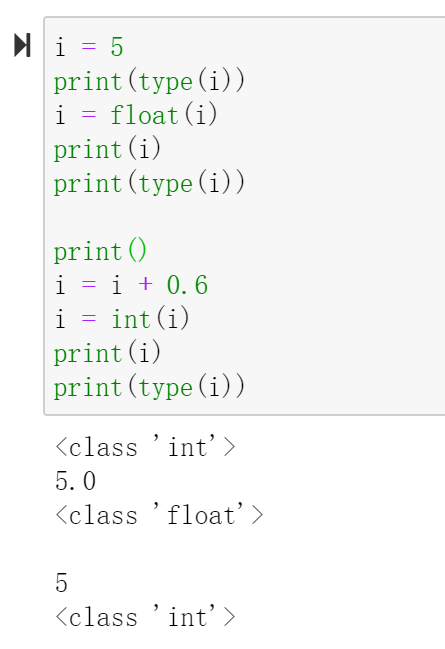 i = 5
print(type(i))
i = float(i)
print(i)
print(type(i))
print()
i = i + 0.6
i = int(i)
print(i)
print(type(i))
<class 'int'>
5.0
<class 'float'>
5
<class 'int'>